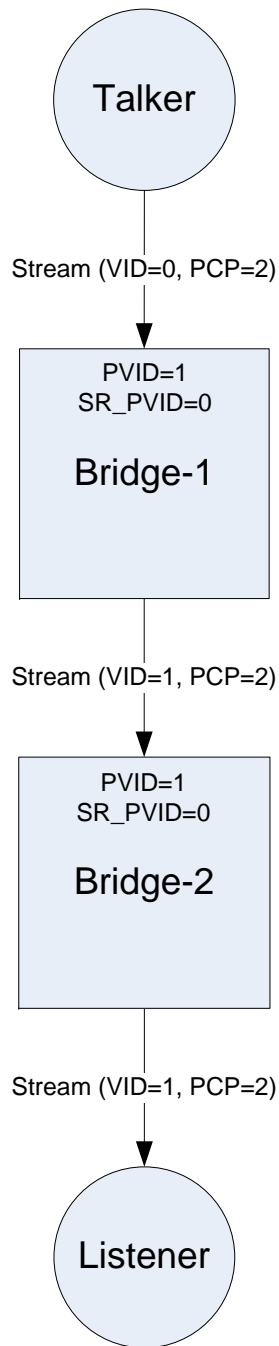 Talker
Stream (VID=0, PCP=2)
PVID=1
SR_PVID=0
Bridge-1
Stream (VID=1, PCP=2)
PVID=1
SR_PVID=0
Bridge-2
Stream (VID=1, PCP=2)
Listener